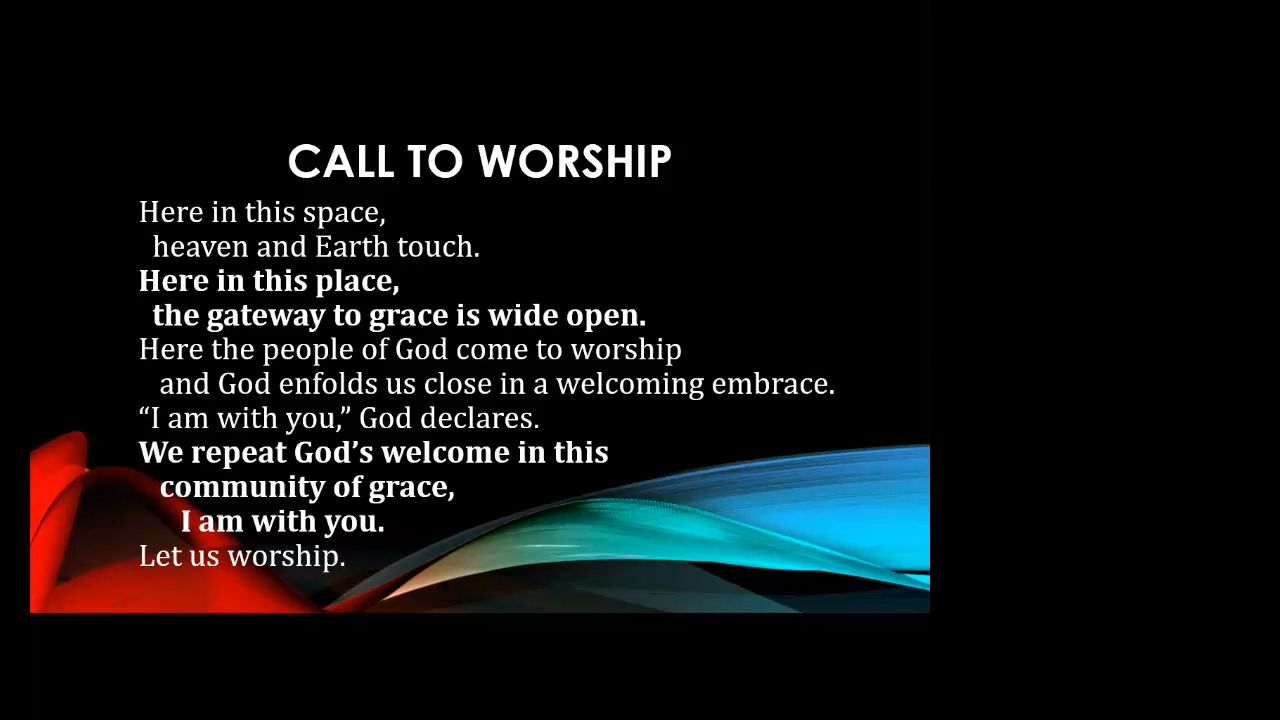 CALL TO WORSHIP
Here in this space,
heaven and Earth touch.
Here in this place,
the gateway to grace is wide open.
Here the people of God come to worship
and God enfolds us close in a welcoming embrace.
“I am with you,” God declares.
We repeat God’s welcome in this
community of grace,
I am with you.
Let us worship.